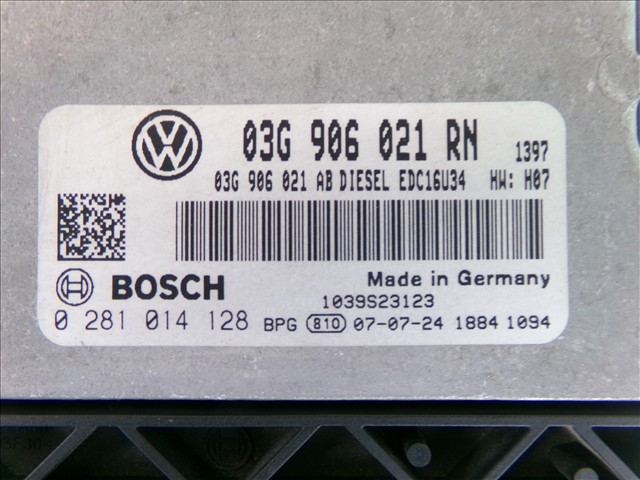 03G 906 021 RN 1397
03G 906 021 AB DIESEL EDC16U34 HW: H07
BOSCH Made in Germany
1039S23123
0 281 014 128 BPG 810 07-07-24 1884 1094